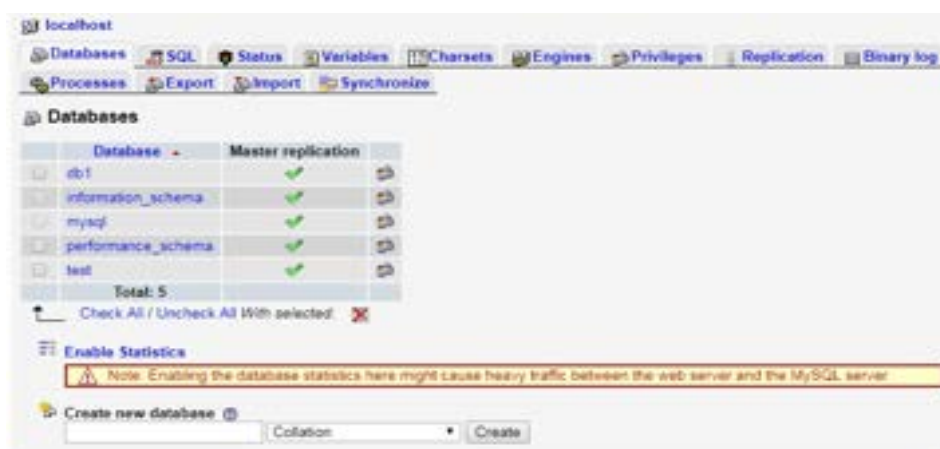 localhost
Databases SQL Status Variables Charsets Engines Privileges Replication Binary log
Processes Export Import Synchronize
Databases
Database Master replication
db1
information_schema
mysql
performance_schema
test
Total: 5
Check All / Uncheck All With selected:
Enable Statistics
Note: Enabling the database statistics here might cause heavy traffic between the web server and the MySQL server.
Create new database
Collation Create